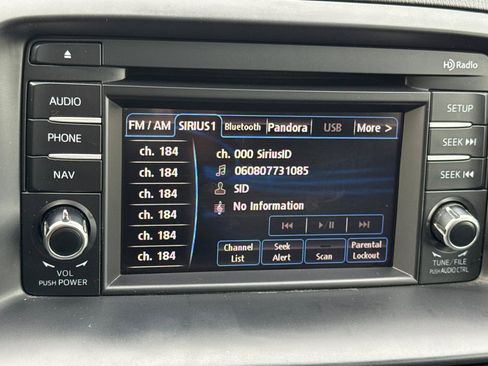 HD Radio
AUDIO
PHONE
NAV
VOL
PUSH POWER
FM / AM SIRIUS1 Bluetooth Pandora USB More >
ch. 184
ch. 184
ch. 184
ch. 184
ch. 184
ch. 184
ch. 000 SiriusID
060807731085
SID
No Information
Channel
List
Seek
Alert
Scan
Parental
Lockout
SETUP
SEEK
SEEK
TUNE/FILE
PUSH AUDIO CTRL